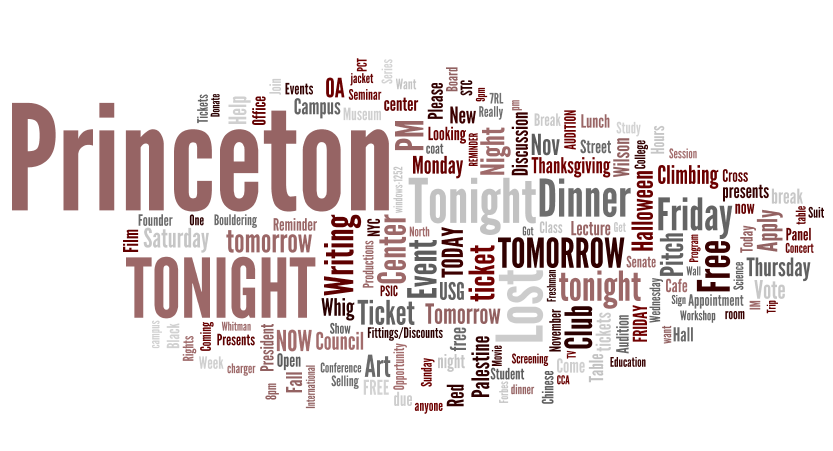 Princeton
TONIGHT
Tonight
TOMORROW
Dinner
Friday
Lost
tonight
Writing
Center
Event
Ticket
ticket
TODAY
Club
Free
Pitch
Halloween
Climbing
Thursday
Apply
Vote
Night
PM
Monday
Discussion
Nov
Thanksgiving
Wilson
Street
Lunch
AUDITION
Break
Study
Hours
College
Session
Cross
presents
break
now
table
Suit
Panel
Concert
Today
Program
Wall
Science
Cafe
Senate
Wednesday
Sign
Appointment
Workshop
room
IM
Trip
want
Hall
FRIDAY
Audition
Education
tickets
Table
Come
TV
CCA
Chinese
November
Freshman
Screening
Movie
Student
Forbes
dinner
Palestine
Red
anyone
Sunday
night
free
due
Opportunity
FREE
Art
Fittings/Discounts
Tomorrow
USG
Whig
PSIC
Productions
NYC
North
Show
Council
NOW
Conference
Selling
Open
International
Fall
8pm
President
charger
Week
Whitman
Presents
Coming
Rights
Black
campus
Film
Saturday
tomorrow
Reminder
Founder
One
Bouldering
Tickets
Donate
Help
Office
Join
Events
Campus
OA
Seminar
jacket
PCT
Series
Want
Museum
center
Please
Board
STC
9pm
7RL
Really
pm
New
Looking
REMINDER
coat
windows-1252
Got
Class
Lecture
Get